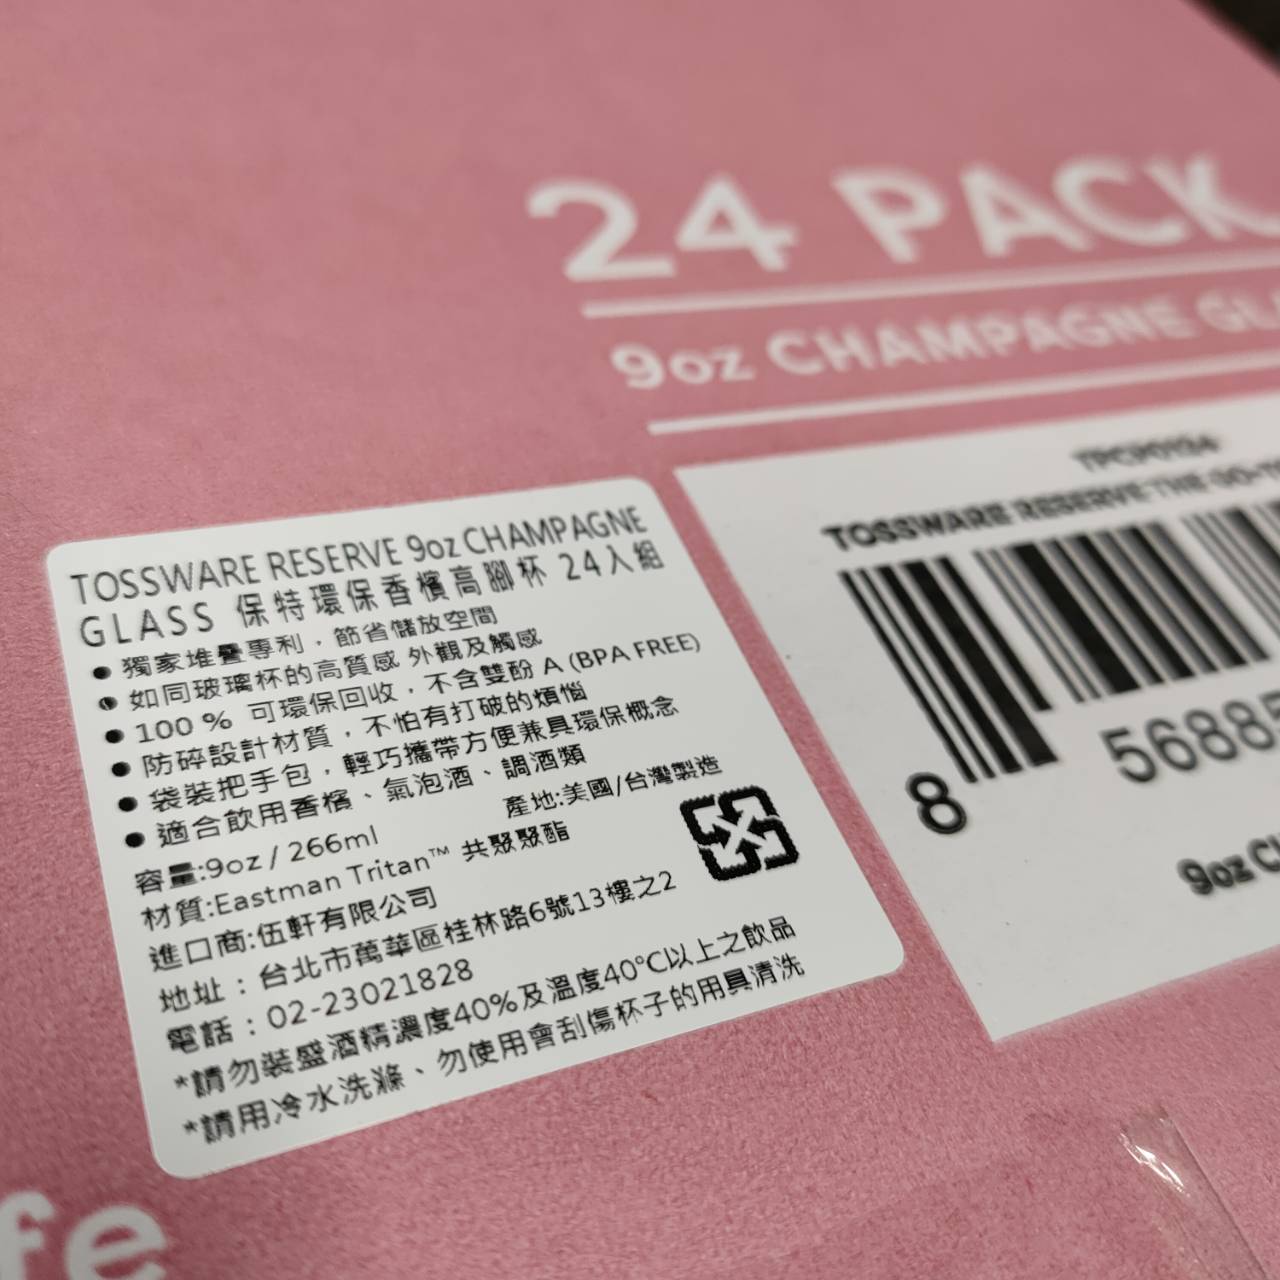 24 PACK
9oz CHAMPAGNE
TPCP0134
TOSSWARE RESERVE THE
8 5688
9oz
TOSSWARE RESERVE 9oz CHAMPAGNE
GLASS 保特環保香檳高腳杯 24入組
● 獨家堆疊專利，節省儲放空間
● 如同玻璃杯的高質感 外觀及觸感
● 100 % 可環保回收，不含雙酚 A (BPA FREE)
● 防碎設計材質，不怕有打破的煩惱
● 袋裝把手包，輕巧攜帶方便兼具環保概念
● 適合飲用香檳、氣泡酒、調酒類
容量:9oz / 266ml 產地:美國/台灣製造
材質:Eastman Tritan™ 共聚聚酯
進口商:伍軒有限公司
地址：台北市萬華區桂林路6號13樓之2
電話：02-23021828
*請勿裝盛酒精濃度40%及溫度40°C以上之飲品
*請用冷水洗滌、勿使用會刮傷杯子的用具清洗
fe